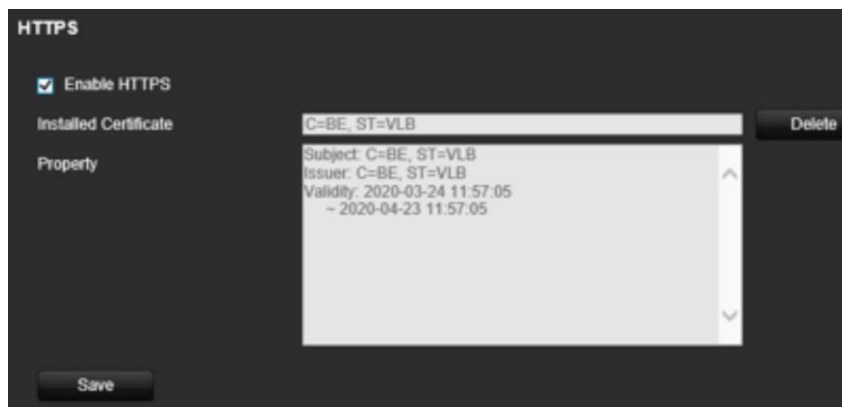 HTTPS
Enable HTTPS
Installed Certificate
C=BE, ST=VLB
Delete
Property
Subject: C=BE, ST=VLB
Issuer: C=BE, ST=VLB
Validity: 2020-03-24 11:57:05
~ 2020-04-23 11:57:05
Save